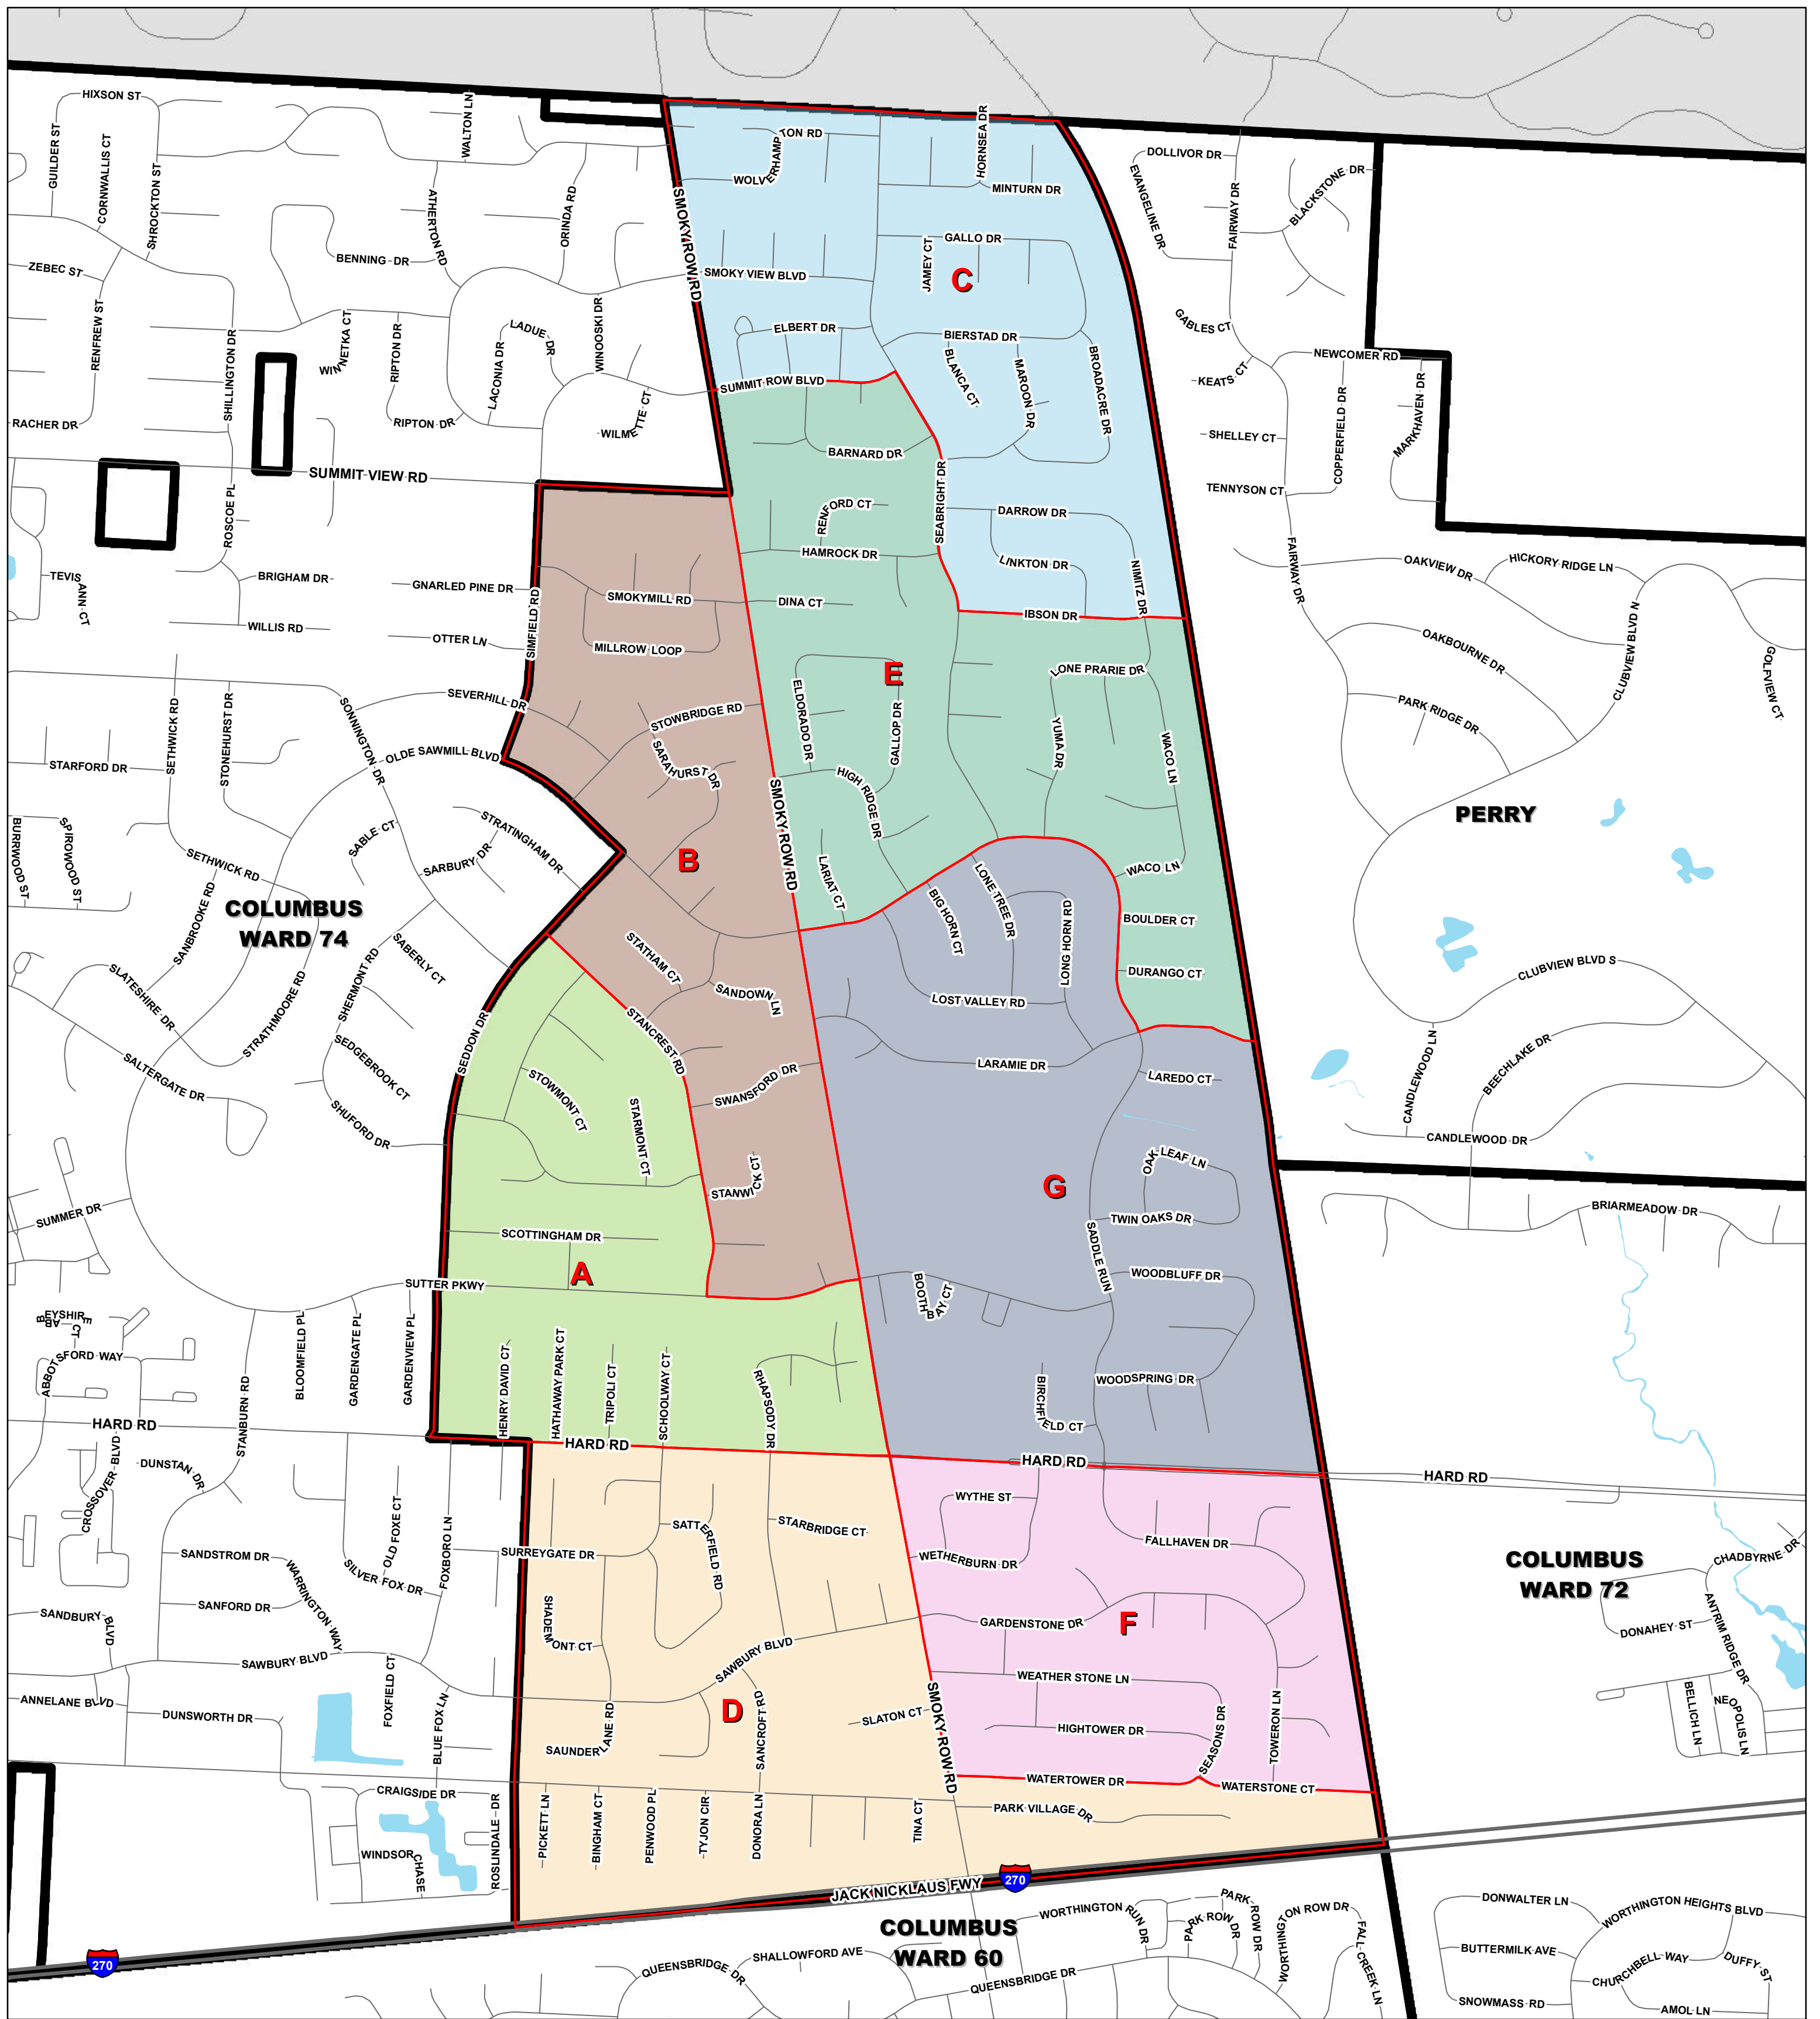 HIXSON ST
GUILDER ST
CORNWALLIS CT
SHROCKTON ST
WALTON LN
ATHERTON RD
ORINDA RD
BENNING DR
ZEBEC ST
RENFREW ST
SHILLINGTON DR
WINNETKA CT
RIPTON DR
RIPTON DR
LACONIA DR
LADUE DR
WINOOSKI DR
WILMETTE CT
RACHER DR
SUMMIT VIEW RD
ROSCOE PL
TEVIS
ANN CT
BRIGHAM DR
GNARLED PINE DR
WILLIS RD
OTTER LN
SIMFIELD RD
SEVERHILL DR
SETHWICK RD
STONEHURST DR
SONNINGTON DR
OLDE SAWMILL BLVD
STARFORD DR
BURRWOOD ST
SPIROWOOD ST
SETHWICK RD
SABLE CT
SARBURY DR
STRATINGHAM DR
COLUMBUS
WARD 74
SANBROOKE RD
SLATESHIRE DR
STRATHMORE RD
SHERMONT RD
SABERLY CT
SEDGEBROOK CT
SALTERGATE DR
SHUFORD DR
SEDDON DR
SUMMER DR
SUTTER PKWY
ABEYSHIRE CT
ABBOTSFORD WAY
BLOOMFIELD PL
GARDENGATE PL
GARDENVIEW PL
STANBURN RD
HARD RD
CROSSOVER BLVD
DUNSTAN DR
SANDSTROM DR
WARRINGTON WAY
SILVER FOX DR
OLD FOXE CT
FOXBORO LN
SANFORD DR
SANDBURY BLVD
SAWBURY BLVD
ANNELANE BLVD
DUNSWORTH DR
FOXFIELD CT
BLUE FOX LN
CRAIGSIDE DR
WINDSOR CHASE
ROSLINDALE DR
270
WOLVERHAMPTON RD
HORNSEA DR
MINTURN DR
SMOKY ROW RD
GALLO DR
JAMEY CT
SMOKY VIEW BLVD
C
ELBERT DR
BIERSTAD DR
BLANCA CT
MAROON DR
BROADACRE DR
SUMMIT ROW BLVD
BARNARD DR
SEABRIGHT DR
RENFORD CT
DARROW DR
HAMROCK DR
LINKTON DR
NIMITZ DR
DINA CT
IBSON DR
SMOKYMILL RD
MILLROW LOOP
E
LONE PRARIE DR
ELDORADO DR
GALLOP DR
YUMA DR
WACO LN
STOWBRIDGE RD
SARAHURST DR
HIGH RIDGE DR
SMOKY ROW RD
B
LARIAT CT
WACO LN
BIG HORN CT
LONE TREE DR
LONG HORN RD
BOULDER CT
DURANGO CT
STATHAM CT
SANDOWN LN
LOST VALLEY RD
STANCREST RD
LARAMIE DR
LAREDO CT
SWANSFORD DR
STOWMONT CT
STARMONT CT
STANWICK CT
OAK LEAF LN
G
TWIN OAKS DR
SADDLE RUN
SCOTTINGHAM DR
A
WOODBLUFF DR
BOOTH BAY CT
HENRY DAVID CT
HATHAWAY PARK CT
TRIPOLI CT
SCHOOLWAY CT
RHAPSODY DR
WOODSPRING DR
BIRCHFIELD CT
HARD RD
HARD RD
HARD RD
WYTHE ST
SATTERFIELD RD
STARBRIDGE CT
SURREYGATE DR
WETHERBURN DR
FALLHAVEN DR
SHADEMONT CT
GARDENSTONE DR
F
SAWBURY BLVD
WEATHER STONE LN
D
SLATON CT
SMOKY ROW RD
SAUNDERLANE RD
SANCROFT RD
HIGHTOWER DR
SEASONS DR
TOWERON LN
WATERTOWER DR
WATERSTONE CT
PARK VILLAGE DR
PICKETT LN
BINGHAM CT
PENWOOD PL
TYJON CIR
DONORA LN
TINA CT
JACK NICKLAUS FWY
270
COLUMBUS
WARD 60
QUEENSBRIDGE DR
SHALLOWFORD AVE
QUEENSBRIDGE DR
WORTHINGTON RUN DR
PARK ROW DR
PARK ROW DR
WORTHINGTON ROW DR
FALL CREEK LN
DOLLIVOR DR
EVANGELINE DR
FAIRWAY DR
BLACKSTONE DR
GABLES CT
KEATS CT
NEWCOMER RD
SHELLEY CT
COPPERFIELD DR
MARKHAVEN DR
TENNYSON CT
FAIRWAY DR
OAKVIEW DR
HICKORY RIDGE LN
OAKBOURNE DR
CLUBVIEW BLVD N
GOLFVIEW CT
PARK RIDGE DR
PERRY
CLUBVIEW BLVD S
CANDLEWOOD LN
BEECHLAKE DR
CANDLEWOOD DR
BRIARMEADOW DR
COLUMBUS
WARD 72
CHADBYRNE DR
DONAHEY ST
ANTRIM RIDGE DR
BELLICH LN
NEOPOLIS LN
DONWALTER LN
WORTHINGTON HEIGHTS BLVD
BUTTERMILK AVE
CHURCHBELL WAY
DUFFY ST
SNOWMASS RD
AMOL LN